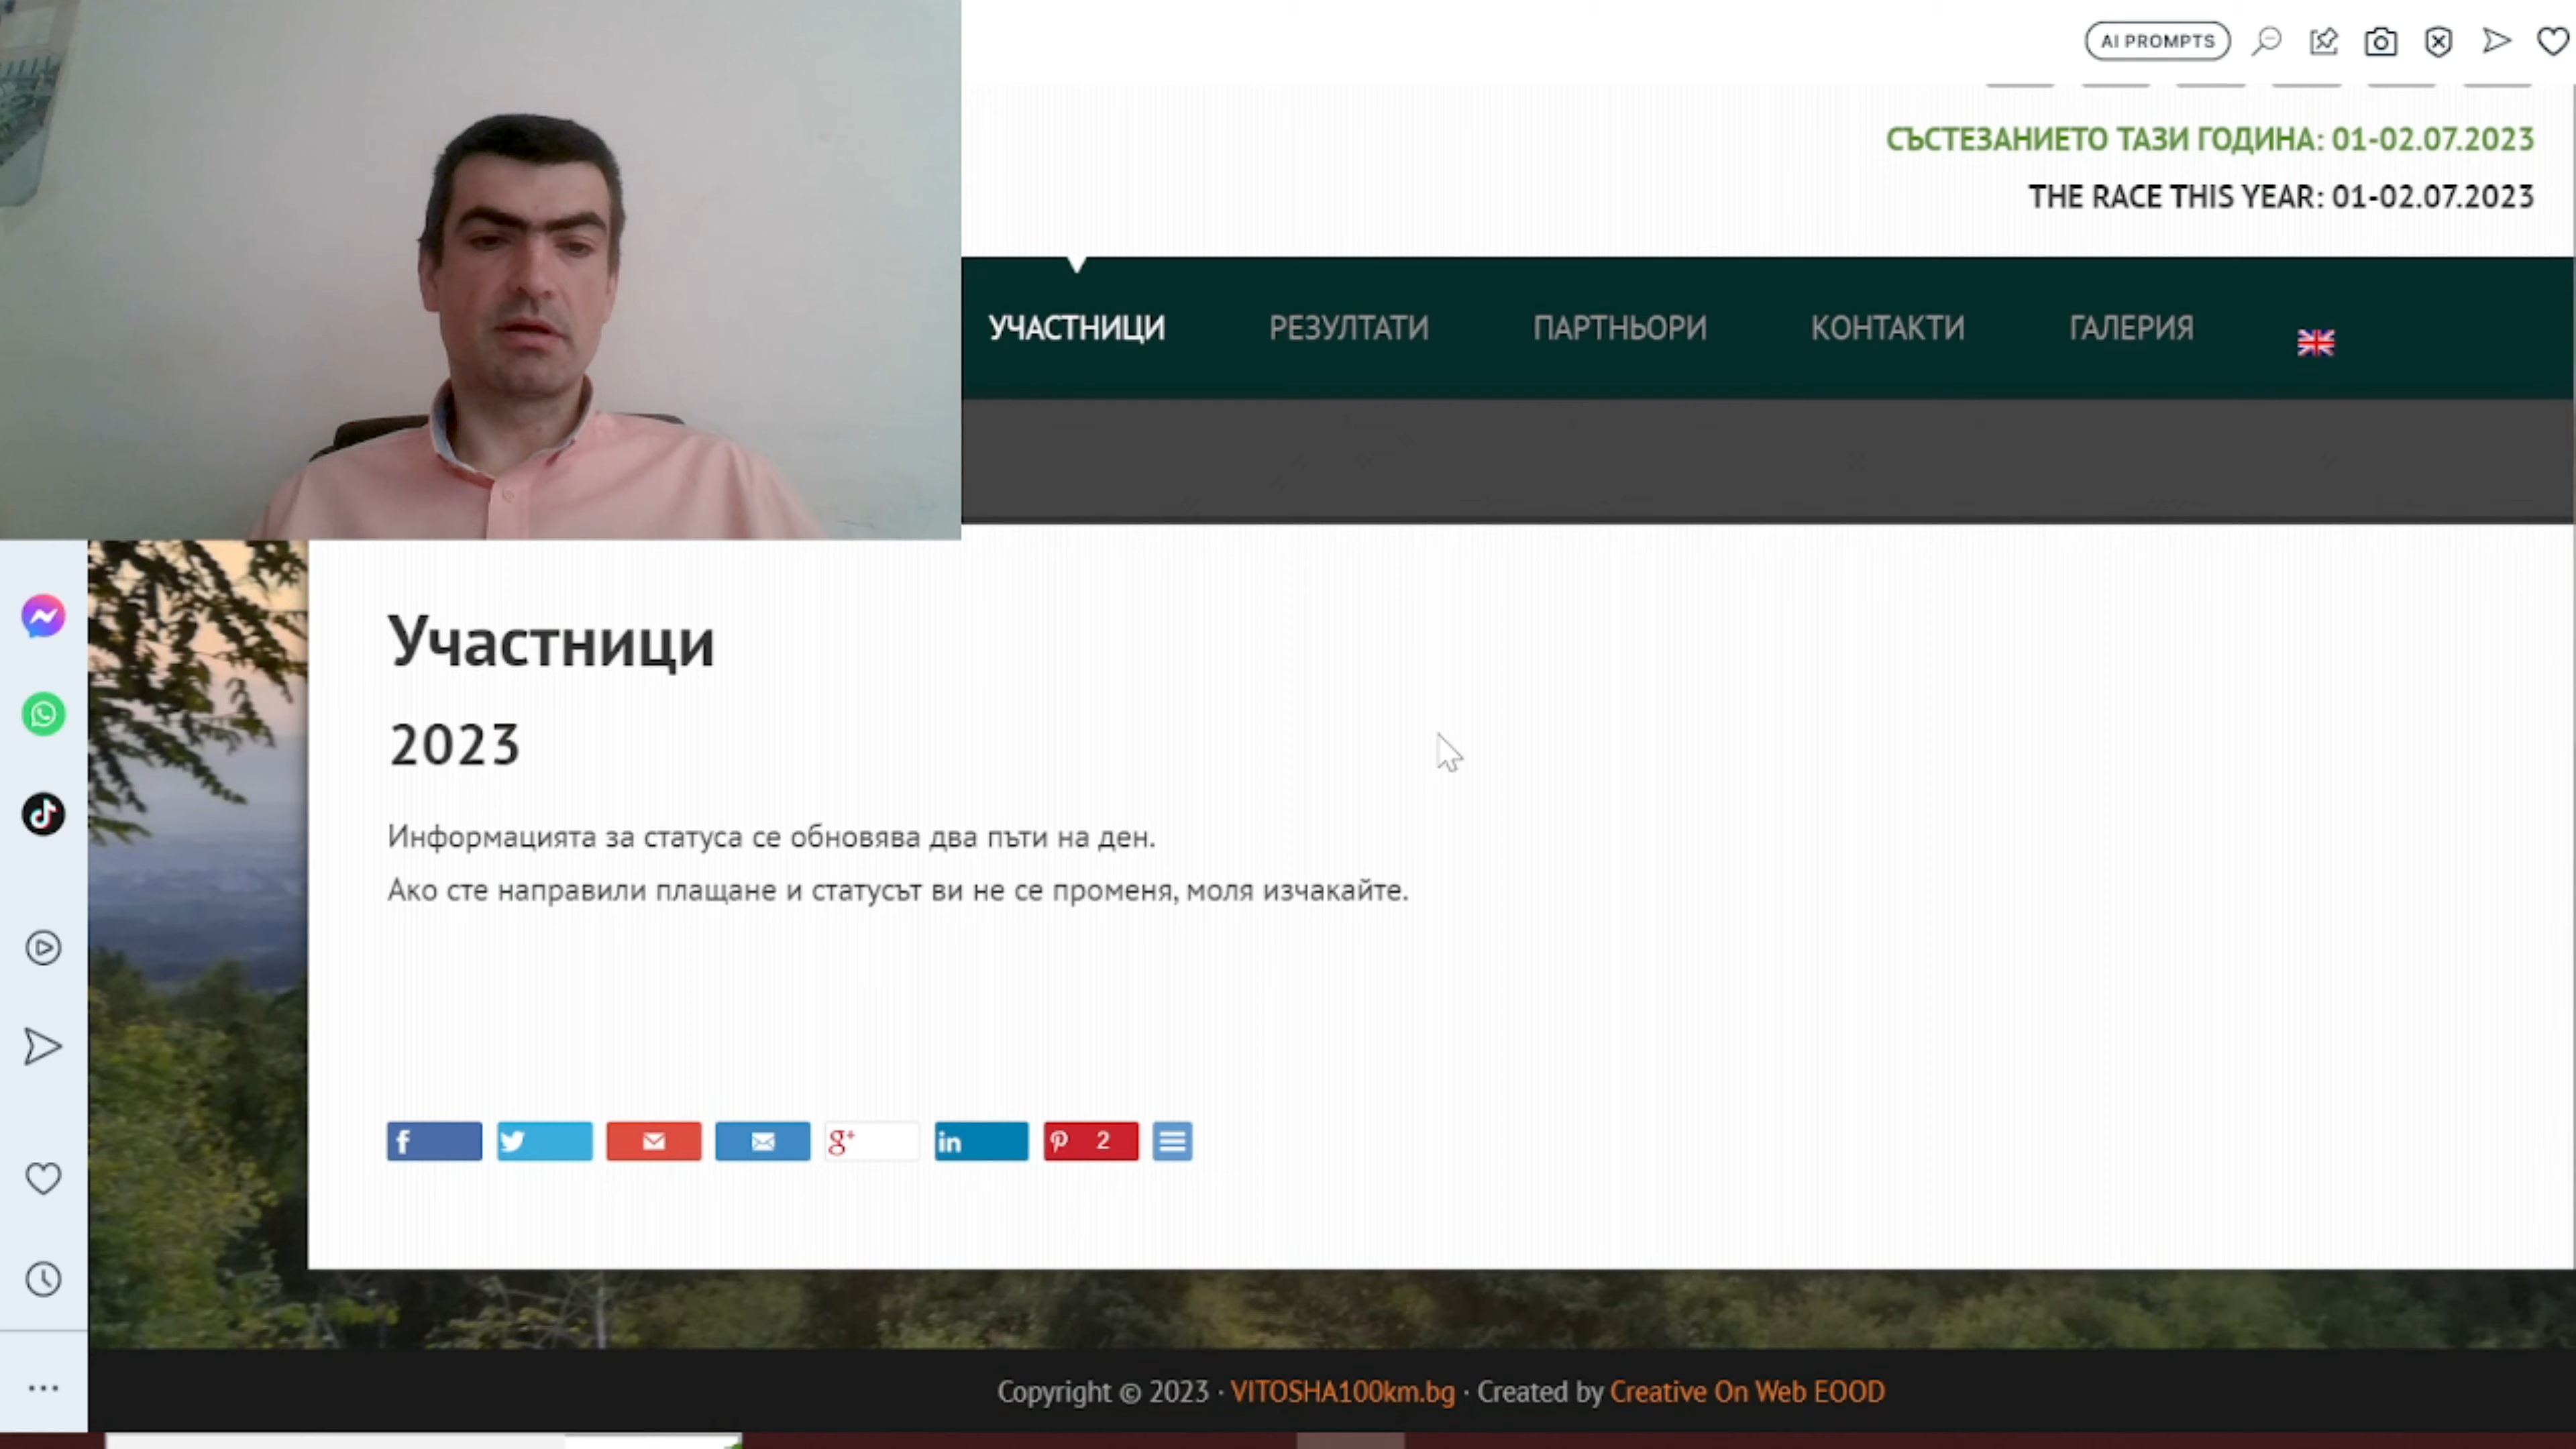 AI PROMPTS
СЪСТЕЗАНИЕТО ТАЗИ ГОДИНА: 01-02.07.2023
THE RACE THIS YEAR: 01-02.07.2023
УЧАСТНИЦИ РЕЗУЛТАТИ ПАРТНЬОРИ КОНТАКТИ ГАЛЕРИЯ
Участници
2023
Информацията за статуса се обновява два пъти на ден.
Ако сте направили плащане и статусът ви не се променя, моля изчакайте.
2
Copyright © 2023 · VITOSHA100km.bg · Created by Creative On Web EOOD